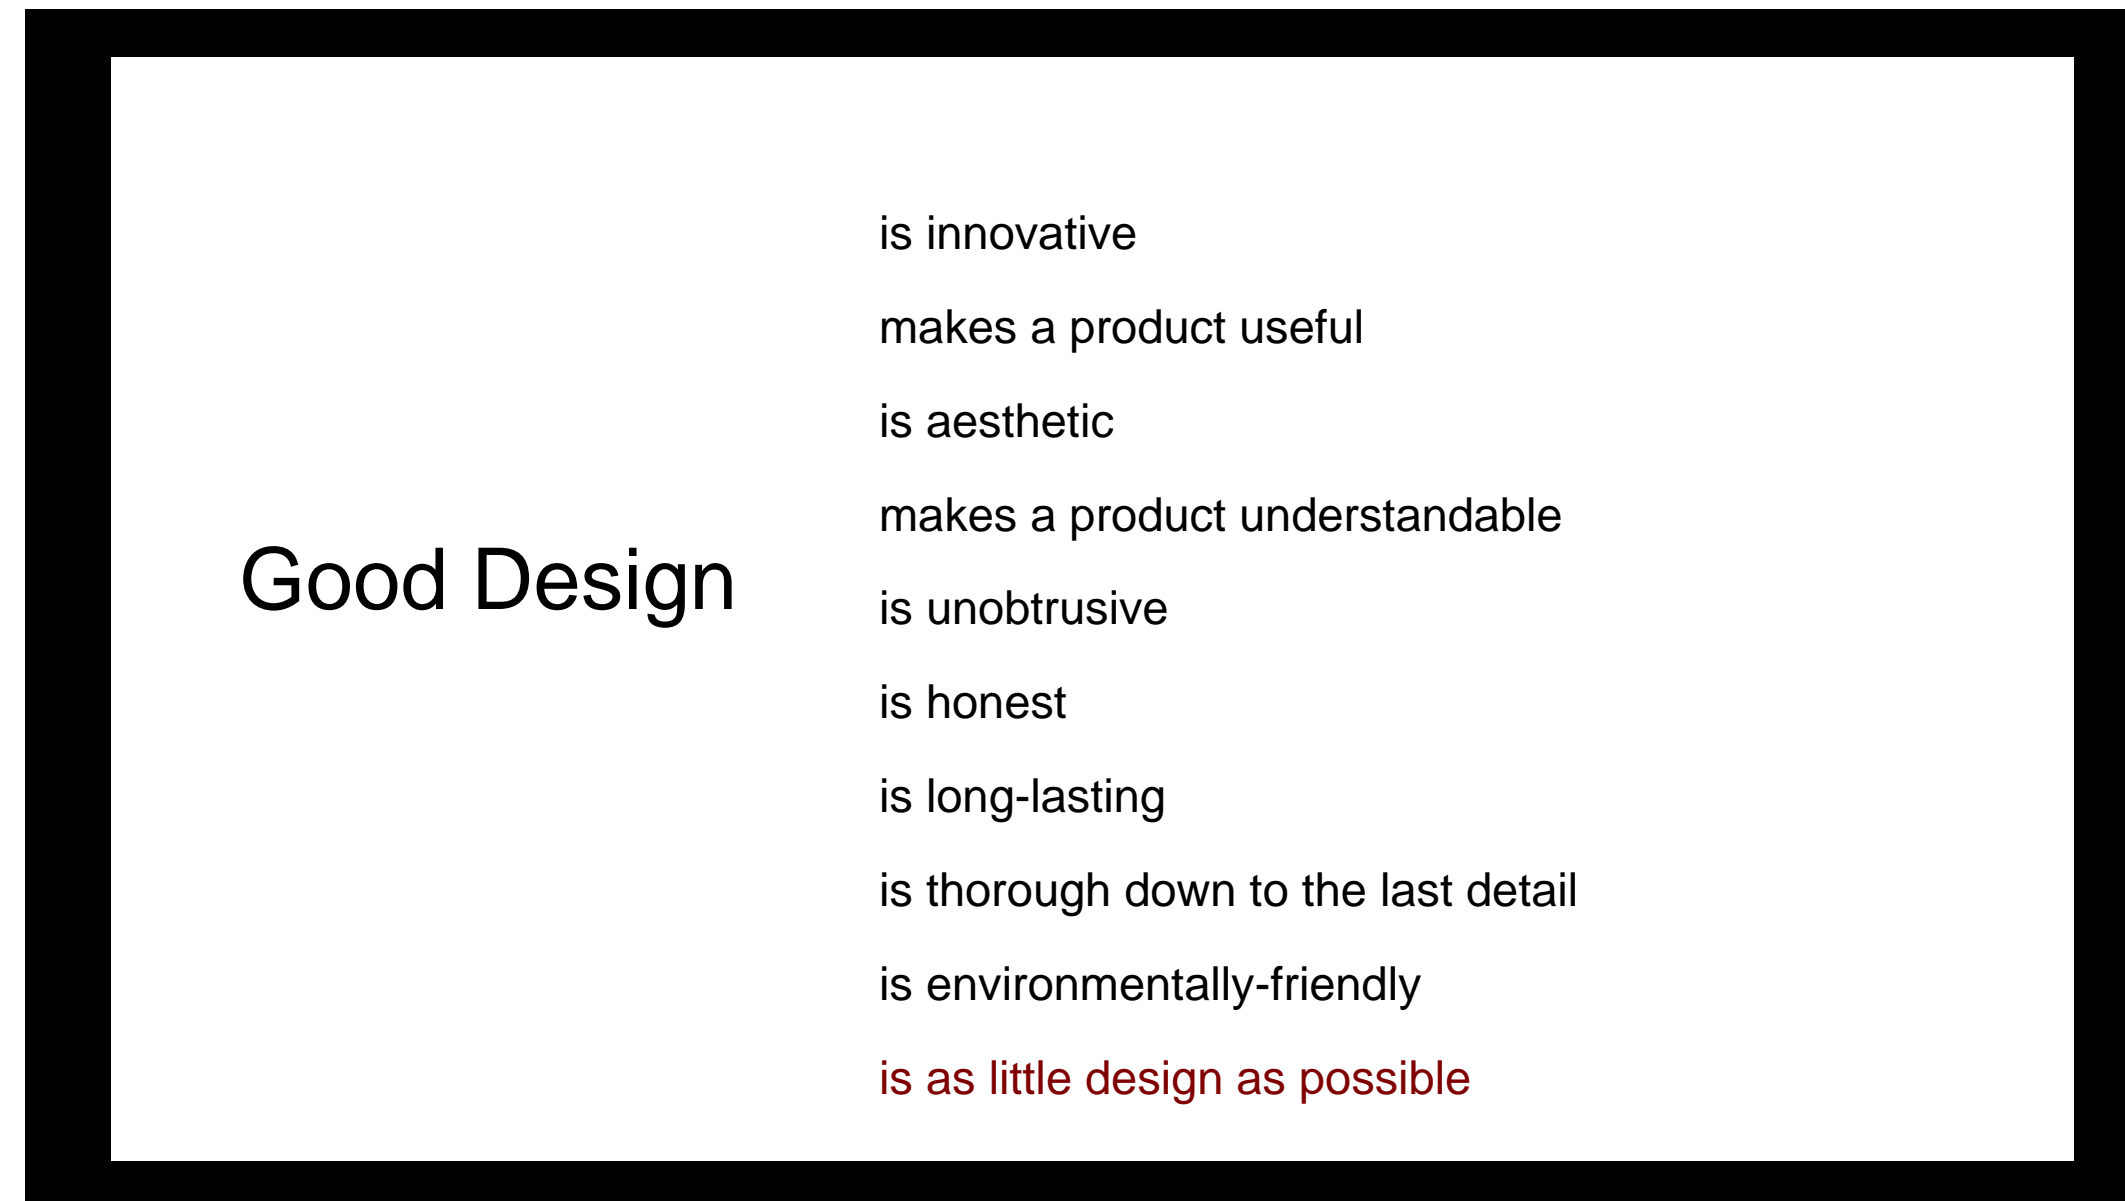 Good Design
is innovative
makes a product useful
is aesthetic
makes a product understandable
is unobtrusive
is honest
is long-lasting
is thorough down to the last detail
is environmentally-friendly
is as little design as possible